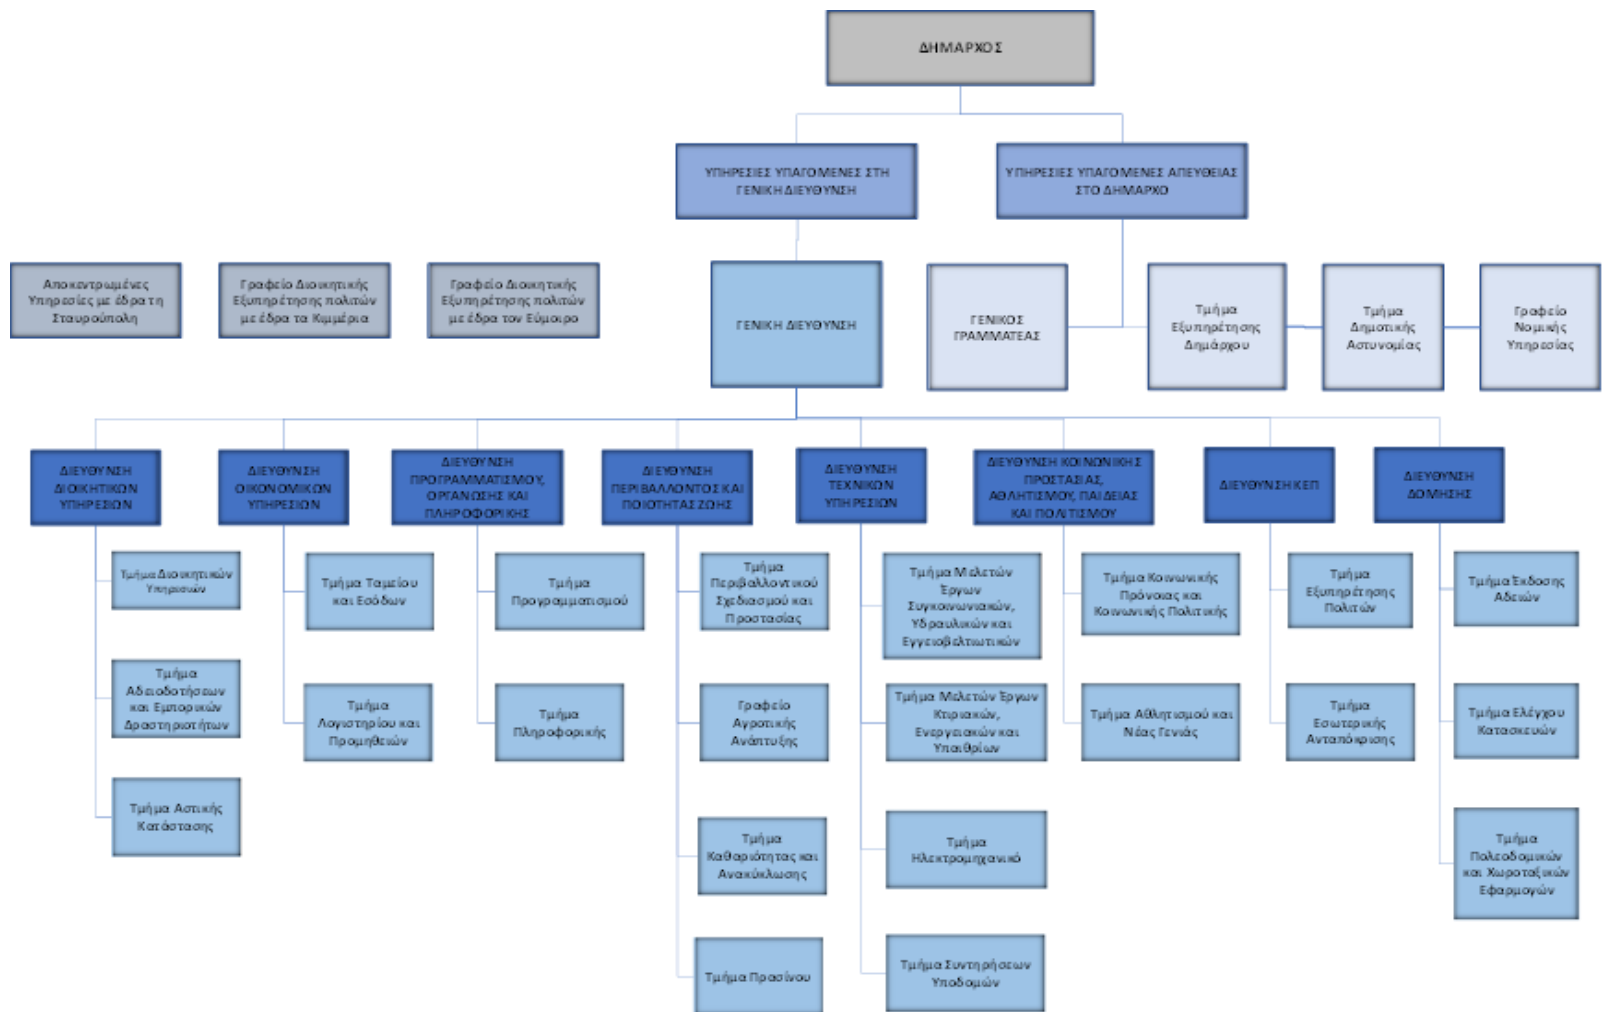 ΔΗΜΑΡΧΟΣ
ΥΠΗΡΕΣΙΕΣ ΥΠΑΓΟΜΕΝΕΣ ΣΤΗ
ΓΕΝΙΚΗ ΔΙΕΥΘΥΝΣΗ
ΥΠΗΡΕΣΙΕΣ ΥΠΑΓΟΜΕΝΕΣ ΑΠΕΥΘΕΙΑΣ
ΣΤΟ ΔΗΜΑΡΧΟ
Αποκεντρωμένες
Υπηρεσίες με έδρα τη
Σταυρούπολη
Γραφείο Διοικητικής
Εξυπηρέτησης πολιτών
με έδρα τα Κιμμέρια
Γραφείο Διοικητικής
Εξυπηρέτησης πολιτών
με έδρα τον Εύμοιρο
ΓΕΝΙΚΗ ΔΙΕΥΘΥΝΣΗ
ΓΕΝΙΚΟΣ
ΓΡΑΜΜΑΤΕΑΣ
Τμήμα
Εξυπηρέτησης
Δημάρχου
Τμήμα
Δημοτικής
Αστυνομίας
Γραφείο
Νομικής
Υπηρεσίας
ΔΙΕΥΘΥΝΣΗ
ΔΙΟΙΚΗΤΙΚΩΝ
ΥΠΗΡΕΣΙΩΝ
ΔΙΕΥΘΥΝΣΗ
ΟΙΚΟΝΟΜΙΚΩΝ
ΥΠΗΡΕΣΙΩΝ
ΔΙΕΥΘΥΝΣΗ
ΠΡΟΓΡΑΜΜΑΤΙΣΜΟΥ,
ΟΡΓΑΝΩΣΗΣ ΚΑΙ
ΠΛΗΡΟΦΟΡΙΚΗΣ
ΔΙΕΥΘΥΝΣΗ
ΠΕΡΙΒΑΛΛΟΝΤΟΣ ΚΑΙ
ΠΟΙΟΤΗΤΑΣ ΖΩΗΣ
ΔΙΕΥΘΥΝΣΗ
ΤΕΧΝΙΚΩΝ
ΥΠΗΡΕΣΙΩΝ
ΔΙΕΥΘΥΝΣΗ ΚΟΙΝΩΝΙΚΗΣ
ΠΡΟΣΤΑΣΙΑΣ,
ΑΘΛΗΤΙΣΜΟΥ, ΠΑΙΔΕΙΑΣ
ΚΑΙ ΠΟΛΙΤΙΣΜΟΥ
ΔΙΕΥΘΥΝΣΗ ΚΕΠ
ΔΙΕΥΘΥΝΣΗ
ΔΟΜΗΣΗΣ
Τμήμα Διοικητικών
Υπηρεσιών
Τμήμα Ταμείου
και Εσόδων
Τμήμα
Προγραμματισμού
Τμήμα
Περιβαλλοντικού
Σχεδιασμού και
Προστασίας
Τμήμα Μελετών
Έργων
Συγκοινωνιακών,
Υδραυλικών και
Εγγειοβελτιωτικών
Τμήμα Κοινωνικής
Πρόνοιας και
Κοινωνικής Πολιτικής
Τμήμα
Εξυπηρέτησης
Πολιτών
Τμήμα Έκδοσης
Αδειών
Τμήμα
Αδειοδοτήσεων
και Εμπορικών
Δραστηριοτήτων
Τμήμα
Λογιστηρίου και
Προμηθειών
Τμήμα
Πληροφορικής
Γραφείο
Αγροτικής
Ανάπτυξης
Τμήμα Μελετών Έργων
Κτιριακών,
Ενεργειακών και
Υπαιθρίων
Τμήμα Αθλητισμού και
Νέας Γενιάς
Τμήμα
Εσωτερικής
Ανταπόκρισης
Τμήμα Ελέγχου
Κατασκευών
Τμήμα Αστικής
Κατάστασης
Τμήμα
Καθαριότητας και
Ανακύκλωσης
Τμήμα
Ηλεκτρομηχανικό
Τμήμα
Πολεοδομικών
και Χωροταξικών
Εφαρμογών
Τμήμα Πρασίνου
Τμήμα Συντηρήσεων
Υποδομών